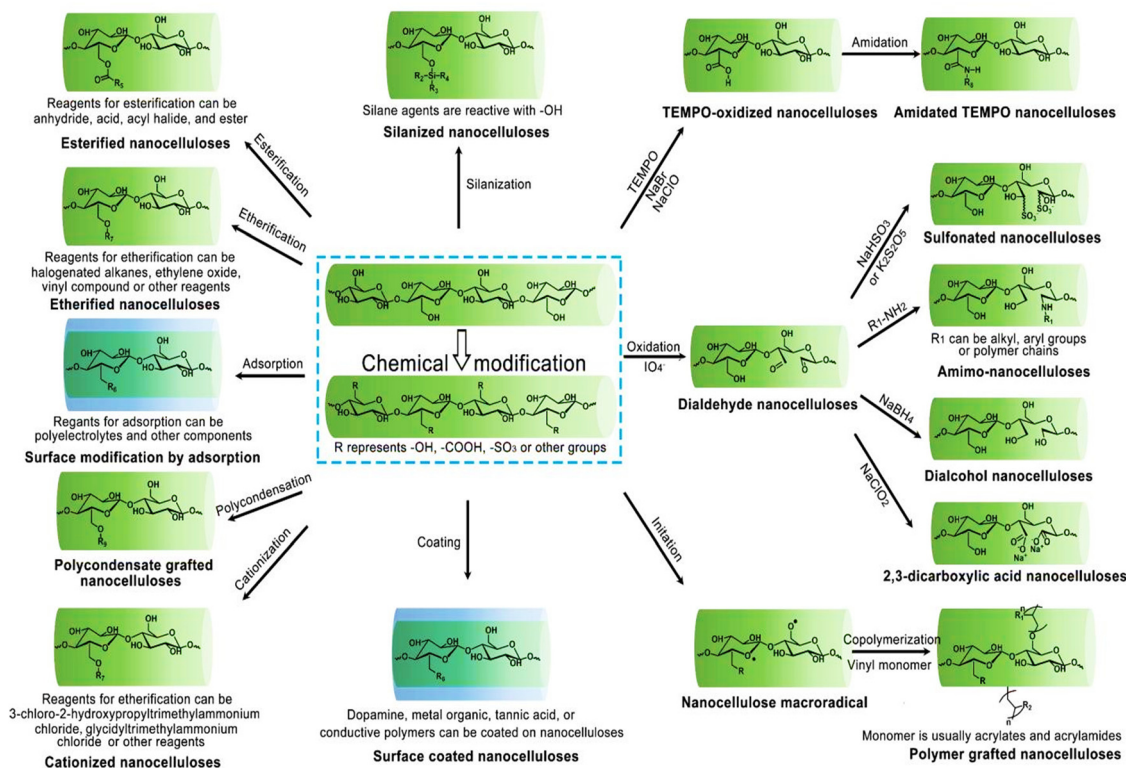 Reagents for esterification can be
anhydride, acid, acyl halide, and ester
Esterified nanocelluloses
Esterification
Silane agents are reactive with -OH
Silanized nanocelluloses
Silanization
TEMPO-oxidized nanocelluloses
TEMPO
NaBr
NaClO
Amidation
Amidated TEMPO nanocelluloses
Etherification
Reagents for etherification can be
halogenated alkanes, ethylene oxide,
vinyl compound or other reagents
Etherified nanocelluloses
Adsorption
Regants for adsorption can be
polyelectrolytes and other components
Surface modification by adsorption
Chemical modification
R represents -OH, -COOH, -SO3 or other groups
Oxidation
IO4-
Dialdehyde nanocelluloses
NaHSO3
or K2S2O5
Sulfonated nanocelluloses
R1-NH2
R1 can be alkyl, aryl groups
or polymer chains
Amimo-nanocelluloses
NaBH4
Dialcohol nanocelluloses
NaClO2
2,3-dicarboxylic acid nanocelluloses
Polycondensation
Polycondensate grafted
nanocelluloses
Cationization
Reagents for etherification can be
3-chloro-2-hydroxypropyltrimethylammonium
chloride, glycidyltrimethylammonium
chloride or other reagents
Cationized nanocelluloses
Coating
Dopamine, metal organic, tannic acid, or
conductive polymers can be coated on nanocelluloses
Surface coated nanocelluloses
Initation
Nanocellulose macroradical
Copolymerization
Vinyl monomer
Monomer is usually acrylates and acrylamides
Polymer grafted nanocelluloses